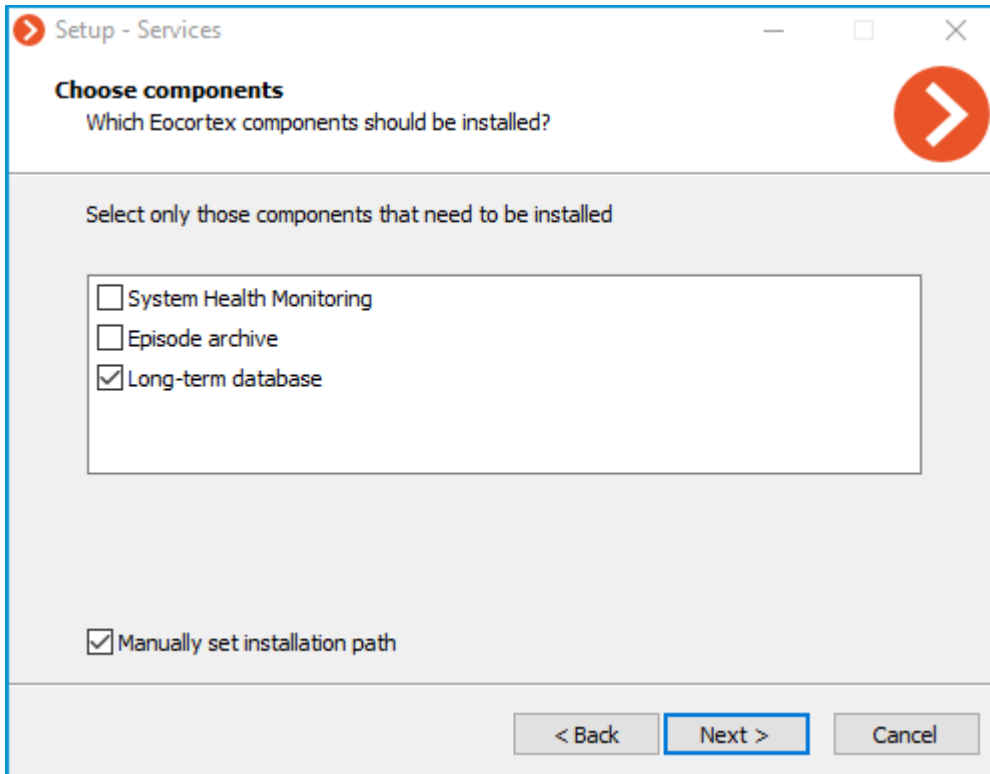 Setup - Services
Choose components
Which Eocortex components should be installed?
Select only those components that need to be installed
System Health Monitoring
Episode archive
Long-term database
Manually set installation path
< Back Next > Cancel